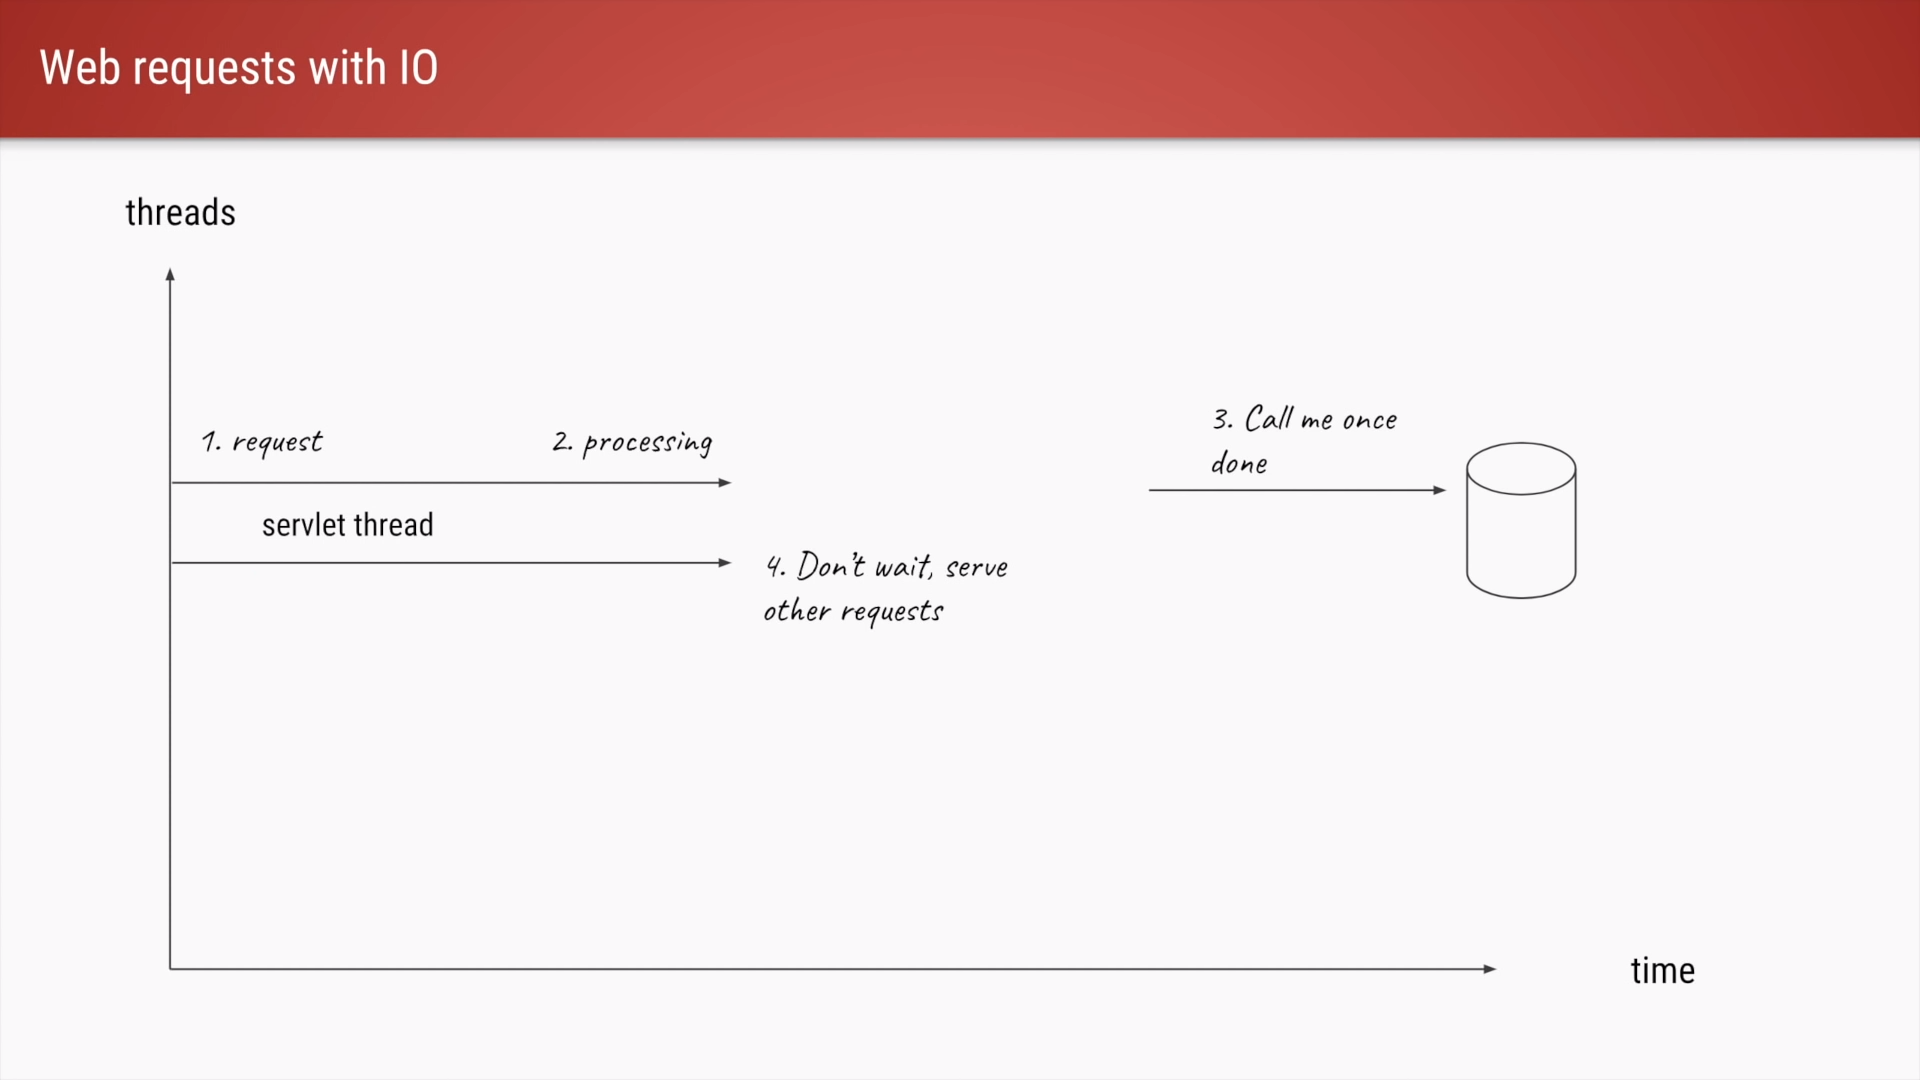 Web requests with IO
threads
1. request
2. processing
3. Call me once
done
servlet thread
4. Don't wait, serve
other requests
time